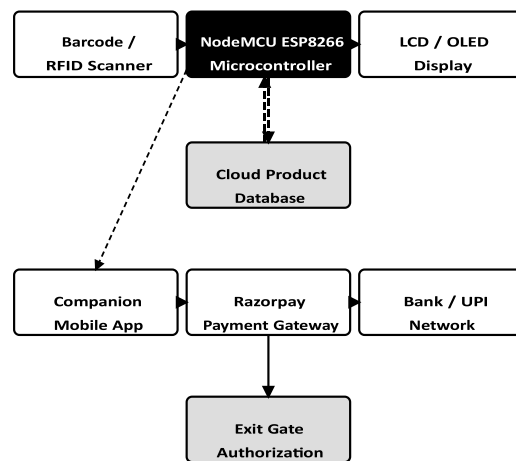 Barcode /
RFID Scanner
NodeMCU ESP8266
Microcontroller
LCD / OLED
Display
Cloud Product
Database
Companion
Mobile App
Razorpay
Payment Gateway
Bank / UPI
Network
Exit Gate
Authorization